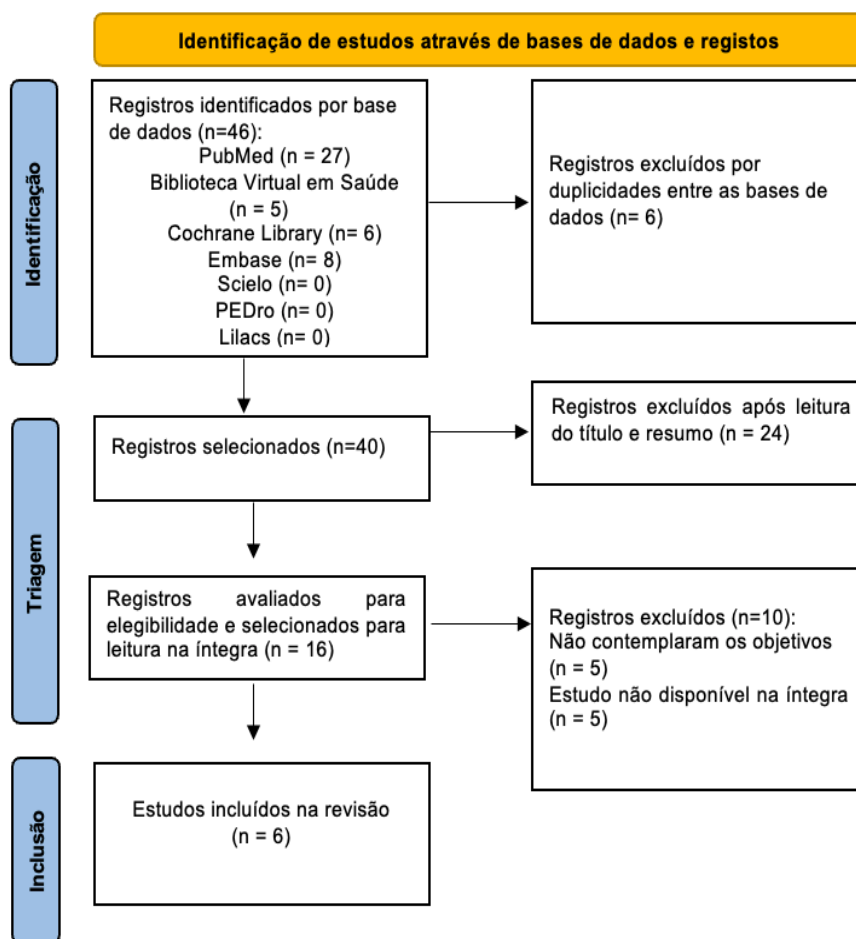 Identificação de estudos através de bases de dados e registos
Identificação
Registros identificados por base
de dados (n=46):
PubMed (n = 27)
Biblioteca Virtual em Saúde
(n = 5)
Cochrane Library (n= 6)
Embase (n= 8)
Scielo (n= 0)
PEDro (n= 0)
Lilacs (n= 0)
Registros excluídos por
duplicidades entre as bases de
dados (n= 6)
Triagem
Registros selecionados (n=40)
Registros excluídos após leitura
do título e resumo (n = 24)
Registros avaliados para
elegibilidade e selecionados para
leitura na íntegra (n = 16)
Registros excluídos (n=10):
Não contemplaram os objetivos
(n = 5)
Estudo não disponível na íntegra
(n = 5)
Inclusão
Estudos incluídos na revisão
(n = 6)